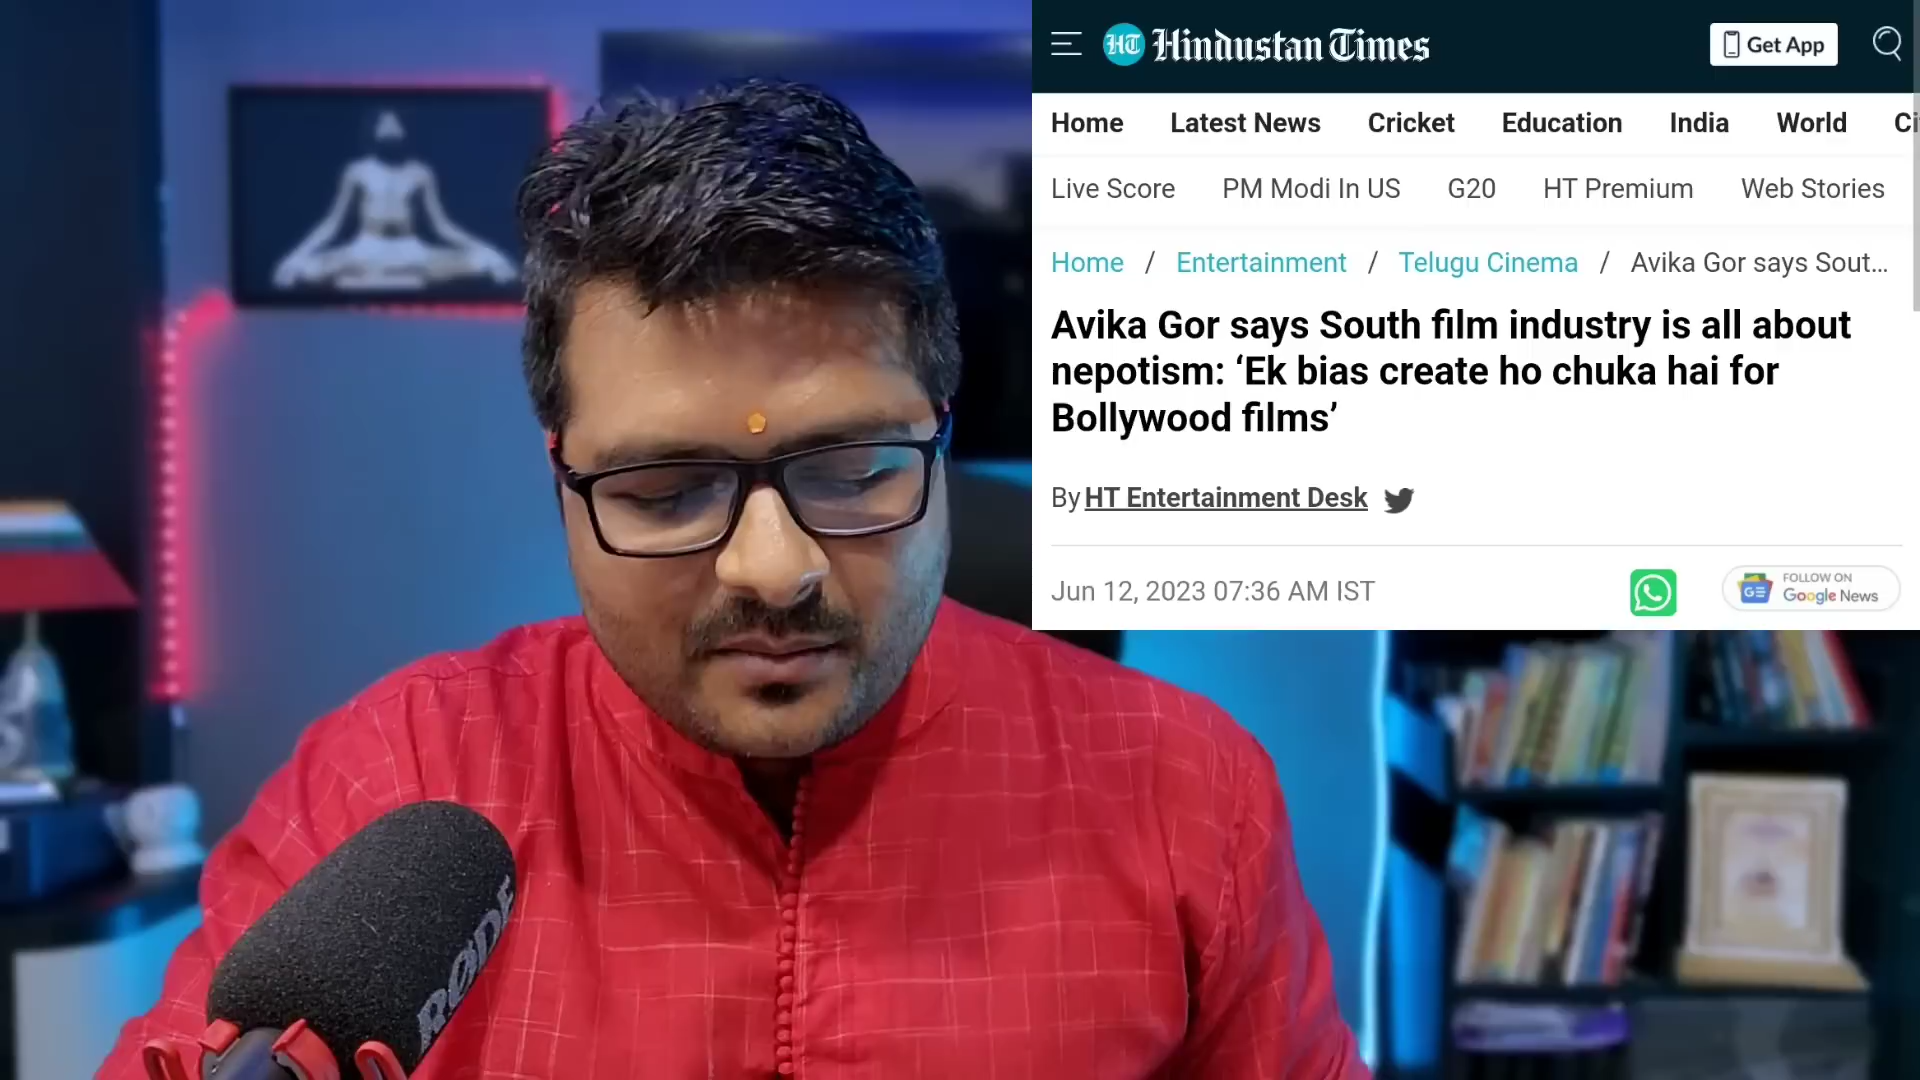 HT Hindustan Times
Get App
Home Latest News Cricket Education India World
Live Score PM Modi In US G20 HT Premium Web Stories
Home / Entertainment / Telugu Cinema / Avika Gor says Sout...
Avika Gor says South film industry is all about
nepotism: ‘Ek bias create ho chuka hai for
Bollywood films’
By HT Entertainment Desk
Jun 12, 2023 07:36 AM IST
FOLLOW ON
GE Google News
RODE